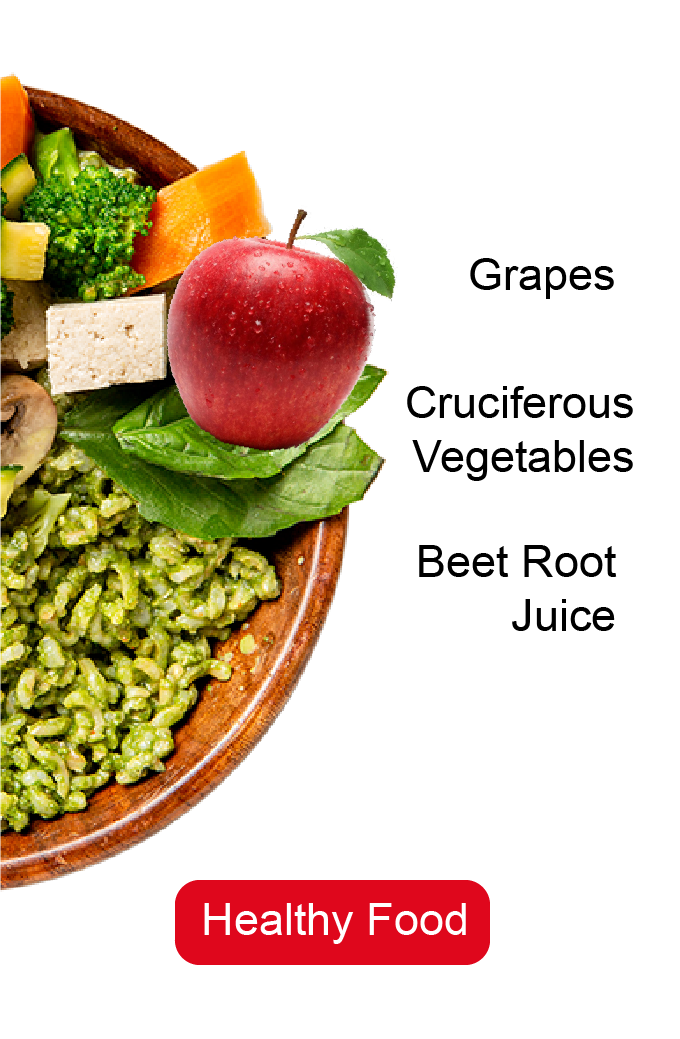 Grapes
Cruciferous
Vegetables
Beet Root
Juice
Healthy Food